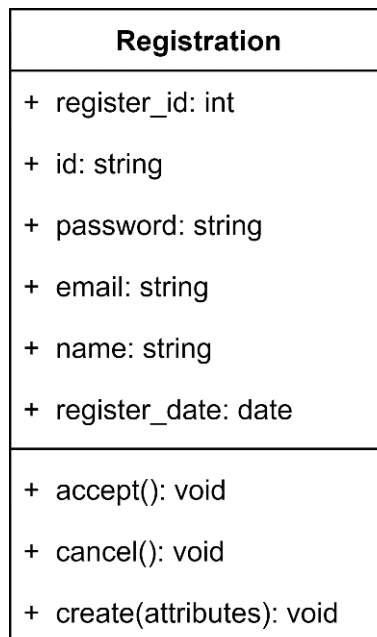 Registration
+ register_id: int
+ id: string
+ password: string
+ email: string
+ name: string
+ register_date: date
+ accept(): void
+ cancel(): void
+ create(attributes): void